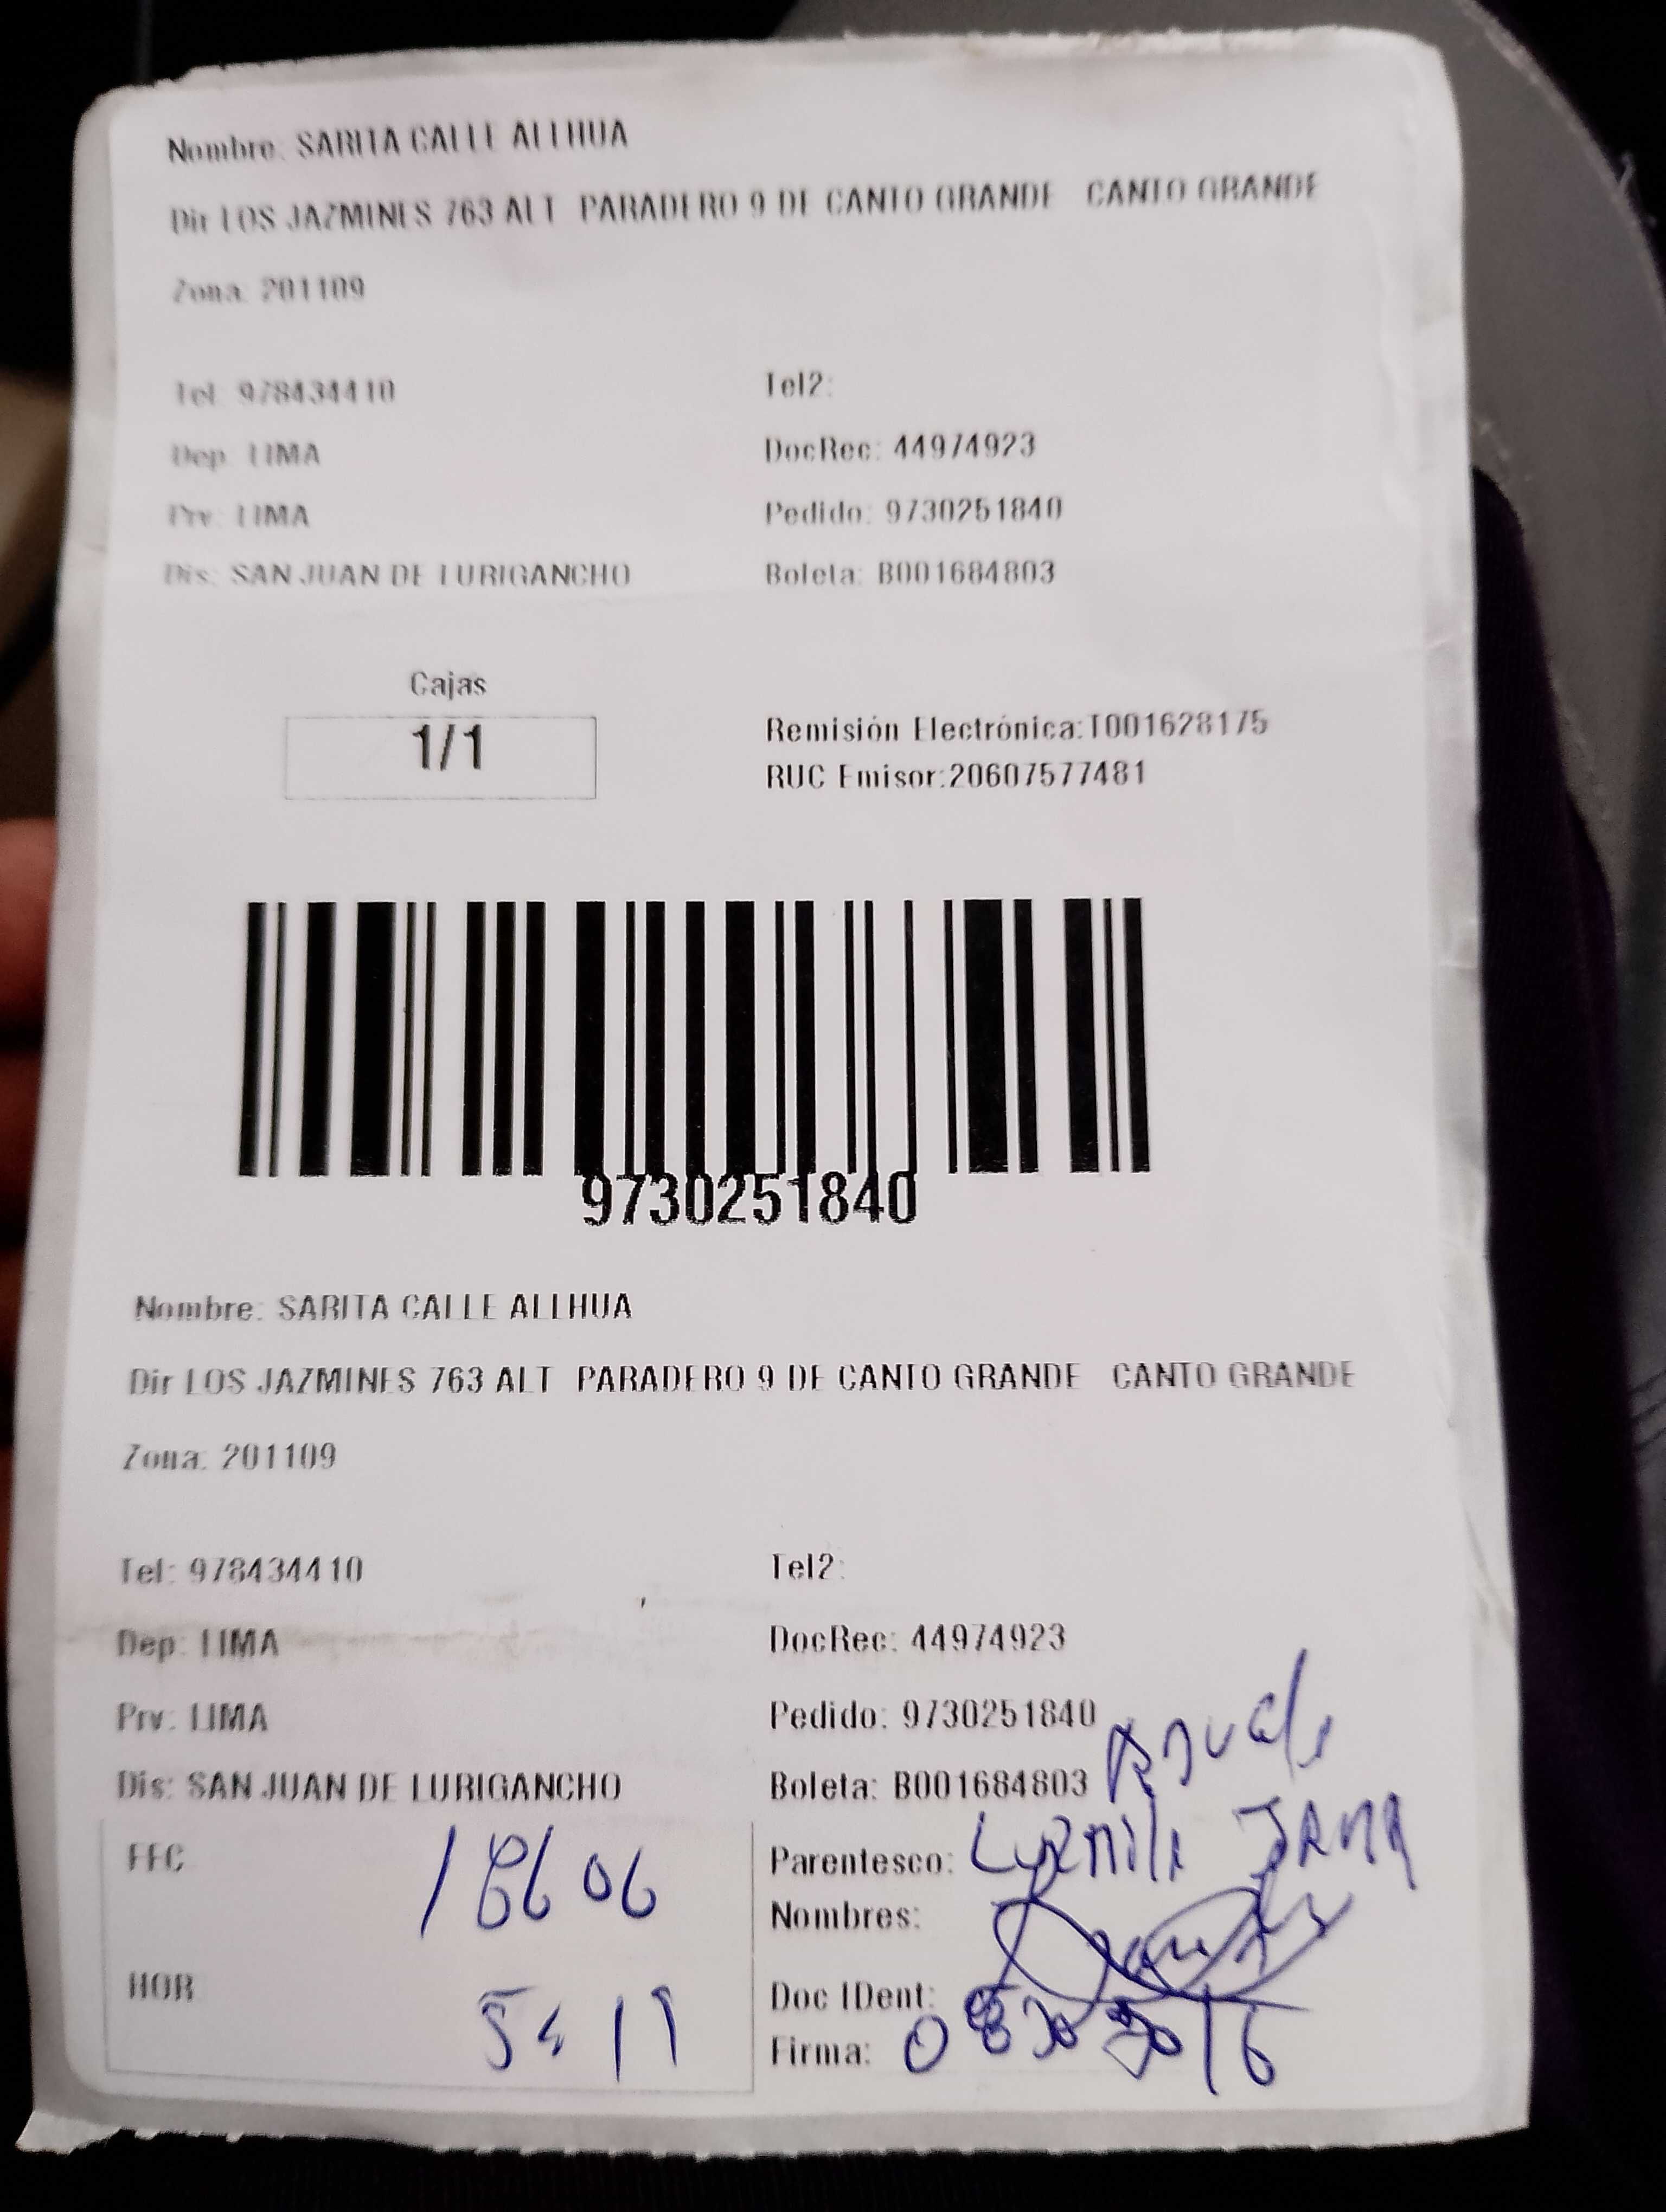 Nombre: SARITA CALLE ALLHUA
Dir LOS JAZMINES 763 ALT PARADERO 9 DE CANTO GRANDE CANTO GRANDE
Zona: 201109
Tel: 978434410 Tel2:
Dep: LIMA DocRec: 44974923
Prv: LIMA Pedido: 9730251840
Dis: SAN JUAN DE LURIGANCHO Boleta: B001684803
Cajas
1/1
Remisión Electrónica:T001628175
RUC Emisor:20607577481
9730251840
Nombre: SARITA CALLE ALLHUA
Dir LOS JAZMINES 763 ALT PARADERO 9 DE CANTO GRANDE CANTO GRANDE
Zona: 201109
Tel: 978434410 Tel2:
Dep: LIMA DocRec: 44974923
Prv: LIMA Pedido: 9730251840
Dis: SAN JUAN DE LURIGANCHO Boleta: B001684803
FFC
Parentesco:
Nombres:
HOR
Doc IDent:
Firma: